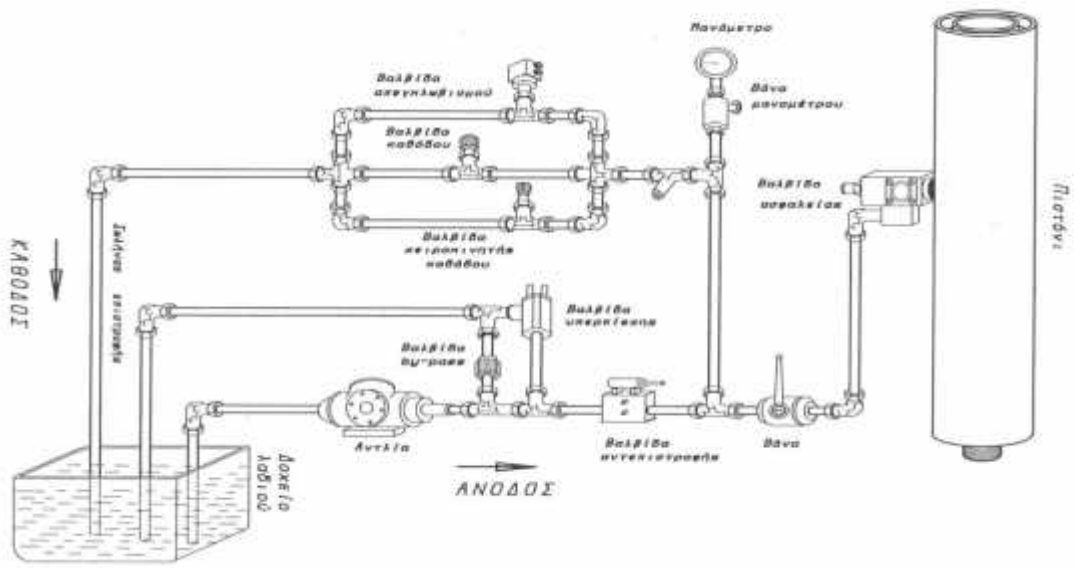 Μανόμετρο
Βαλβίδα
απεγκλωβισμού
Βάνα
μανομέτρου
Βαλβίδα
καθόδου
Βαλβίδα
ασφαλείας
Πιστόνι
Βαλβίδα
χειροκινητής
καθόδου
ΚΑΘΟΔΟΣ
Σωλήνας επιστροφής
Βαλβίδα
υπερπίεσης
Βαλβίδα
by-pass
Αντλία
Βαλβίδα
αντεπιστροφής
Βάνα
ΑΝΟΔΟΣ
Δοχείο
λαδιού